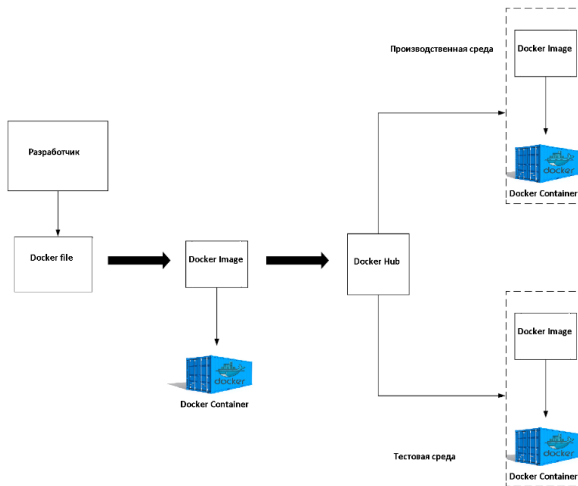 Производственная среда
Docker Image
docker
Docker Container
Разработчик
Docker file
Docker Image
docker
Docker Container
Docker Hub
Docker Image
docker
Docker Container
Тестовая среда